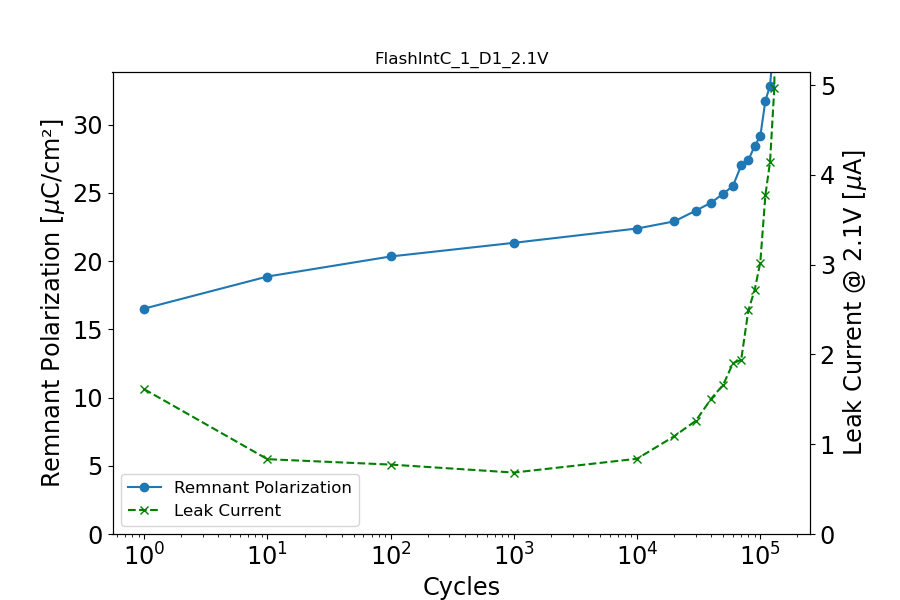 FlashIntC_1_D1_2.1V
Remnant Polarization [μC/cm²]
30
25
20
15
10
5
0
5
4
3
2
1
0
Leak Current @ 2.1V [μA]
Remnant Polarization
Leak Current
10⁰ 10¹ 10² 10³ 10⁴ 10⁵
Cycles